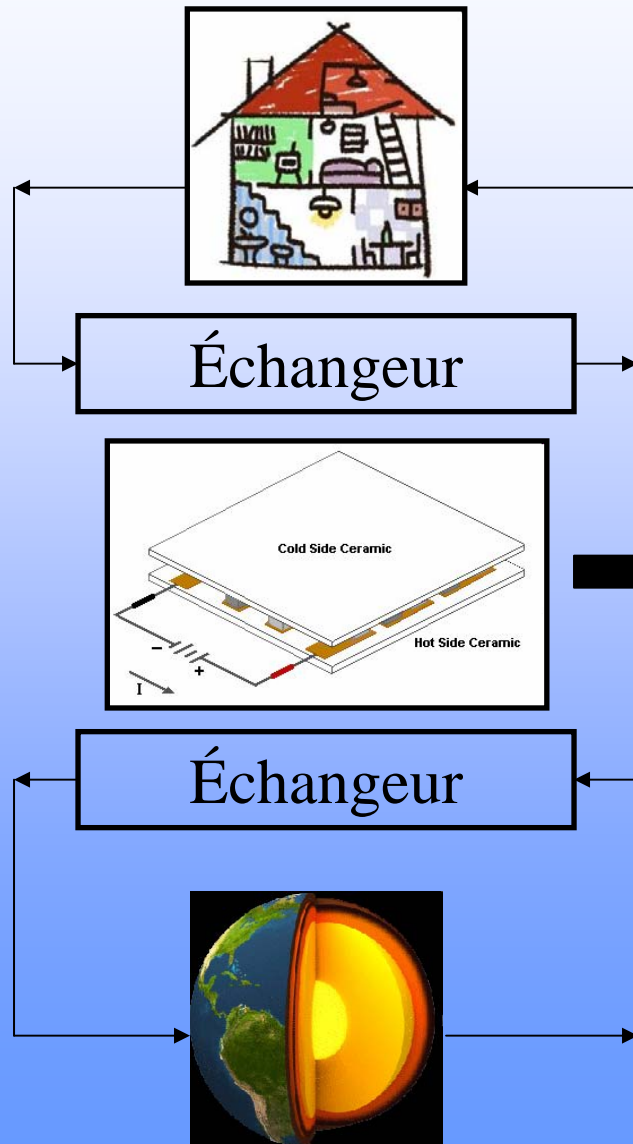 Échangeur
Cold Side Ceramic
Hot Side Ceramic
−
+
I
Échangeur